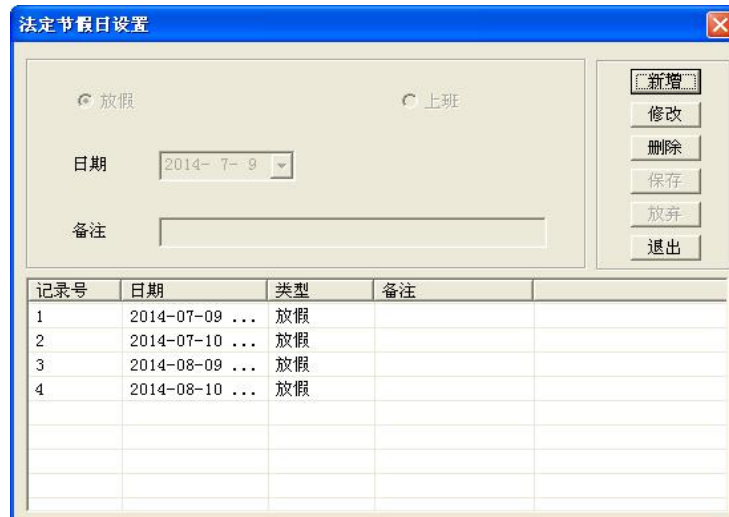 法定节假日设置
放假 上班
日期 2014- 7- 9
备注
新增
修改
删除
保存
放弃
退出
记录号 日期 类型 备注
1 2014-07-09 ... 放假
2 2014-07-10 ... 放假
3 2014-08-09 ... 放假
4 2014-08-10 ... 放假